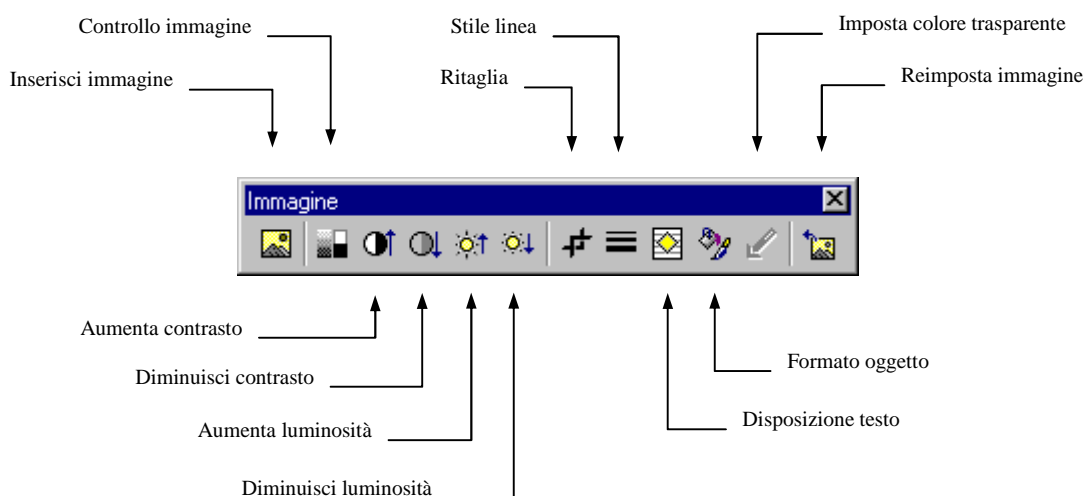 Controllo immagine
Stile linea
Imposta colore trasparente
Inserisci immagine
Ritaglia
Reimposta immagine
Immagine
Aumenta contrasto
Formato oggetto
Diminuisci contrasto
Disposizione testo
Aumenta luminosità
Diminuisci luminosità